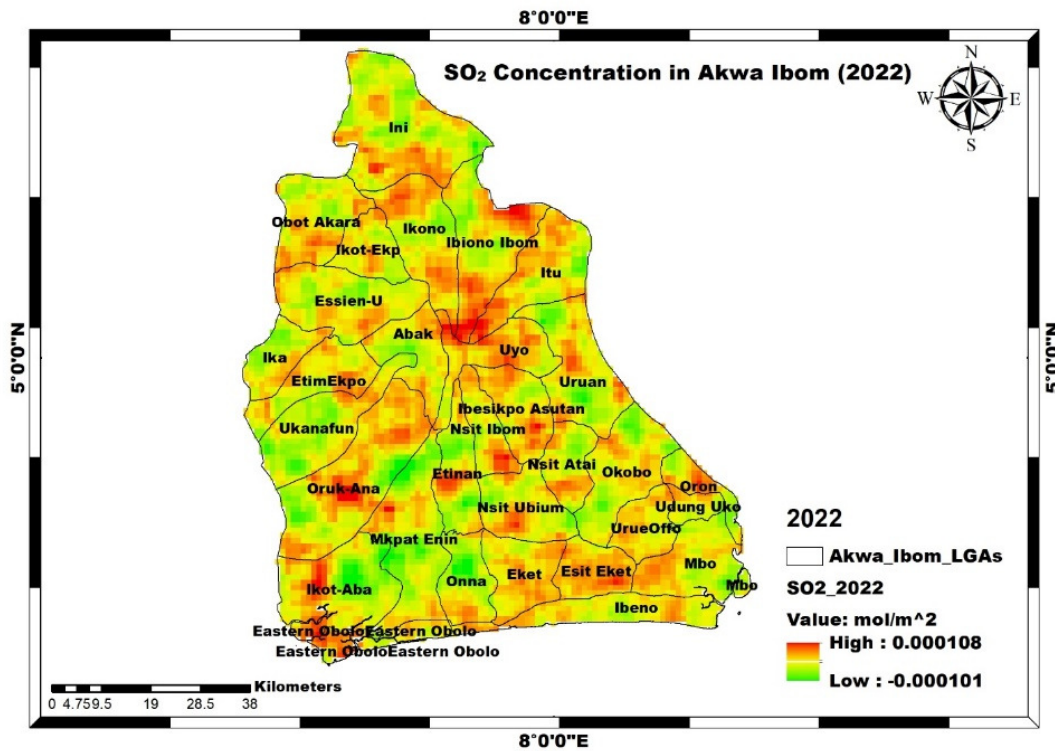 8°0'0"E
SO₂ Concentration in Akwa Ibom (2022)
N
W E
S
Ini
Obot Akara
Ikono
Ikot-Ekp
Ibiono Ibom
Itu
Essien-U
5°0'0"N
5°0'0"N
Abak
Uyo
Ika
EtimEkpo
Uruan
Ibesikpo Asutan
Ukanafun
Nsit Ibom
Nsit Atai
Okobo
Etinan
Oruk-Ana
Oron
Nsit Ubium
Udung Uko
UrueOffo
Mkpat Enin
Mbo
Eket
Esit Eket
Onna
Ikot-Aba
Mbo
Ibeno
Eastern Obolo
Eastern Obolo
Eastern Obolo
Eastern Obolo
2022
Akwa_Ibom_LGAs
SO2_2022
Value: mol/m^2
High : 0.000108
Low : -0.000101
Kilometers
0 4.75 9.5 19 28.5 38
8°0'0"E